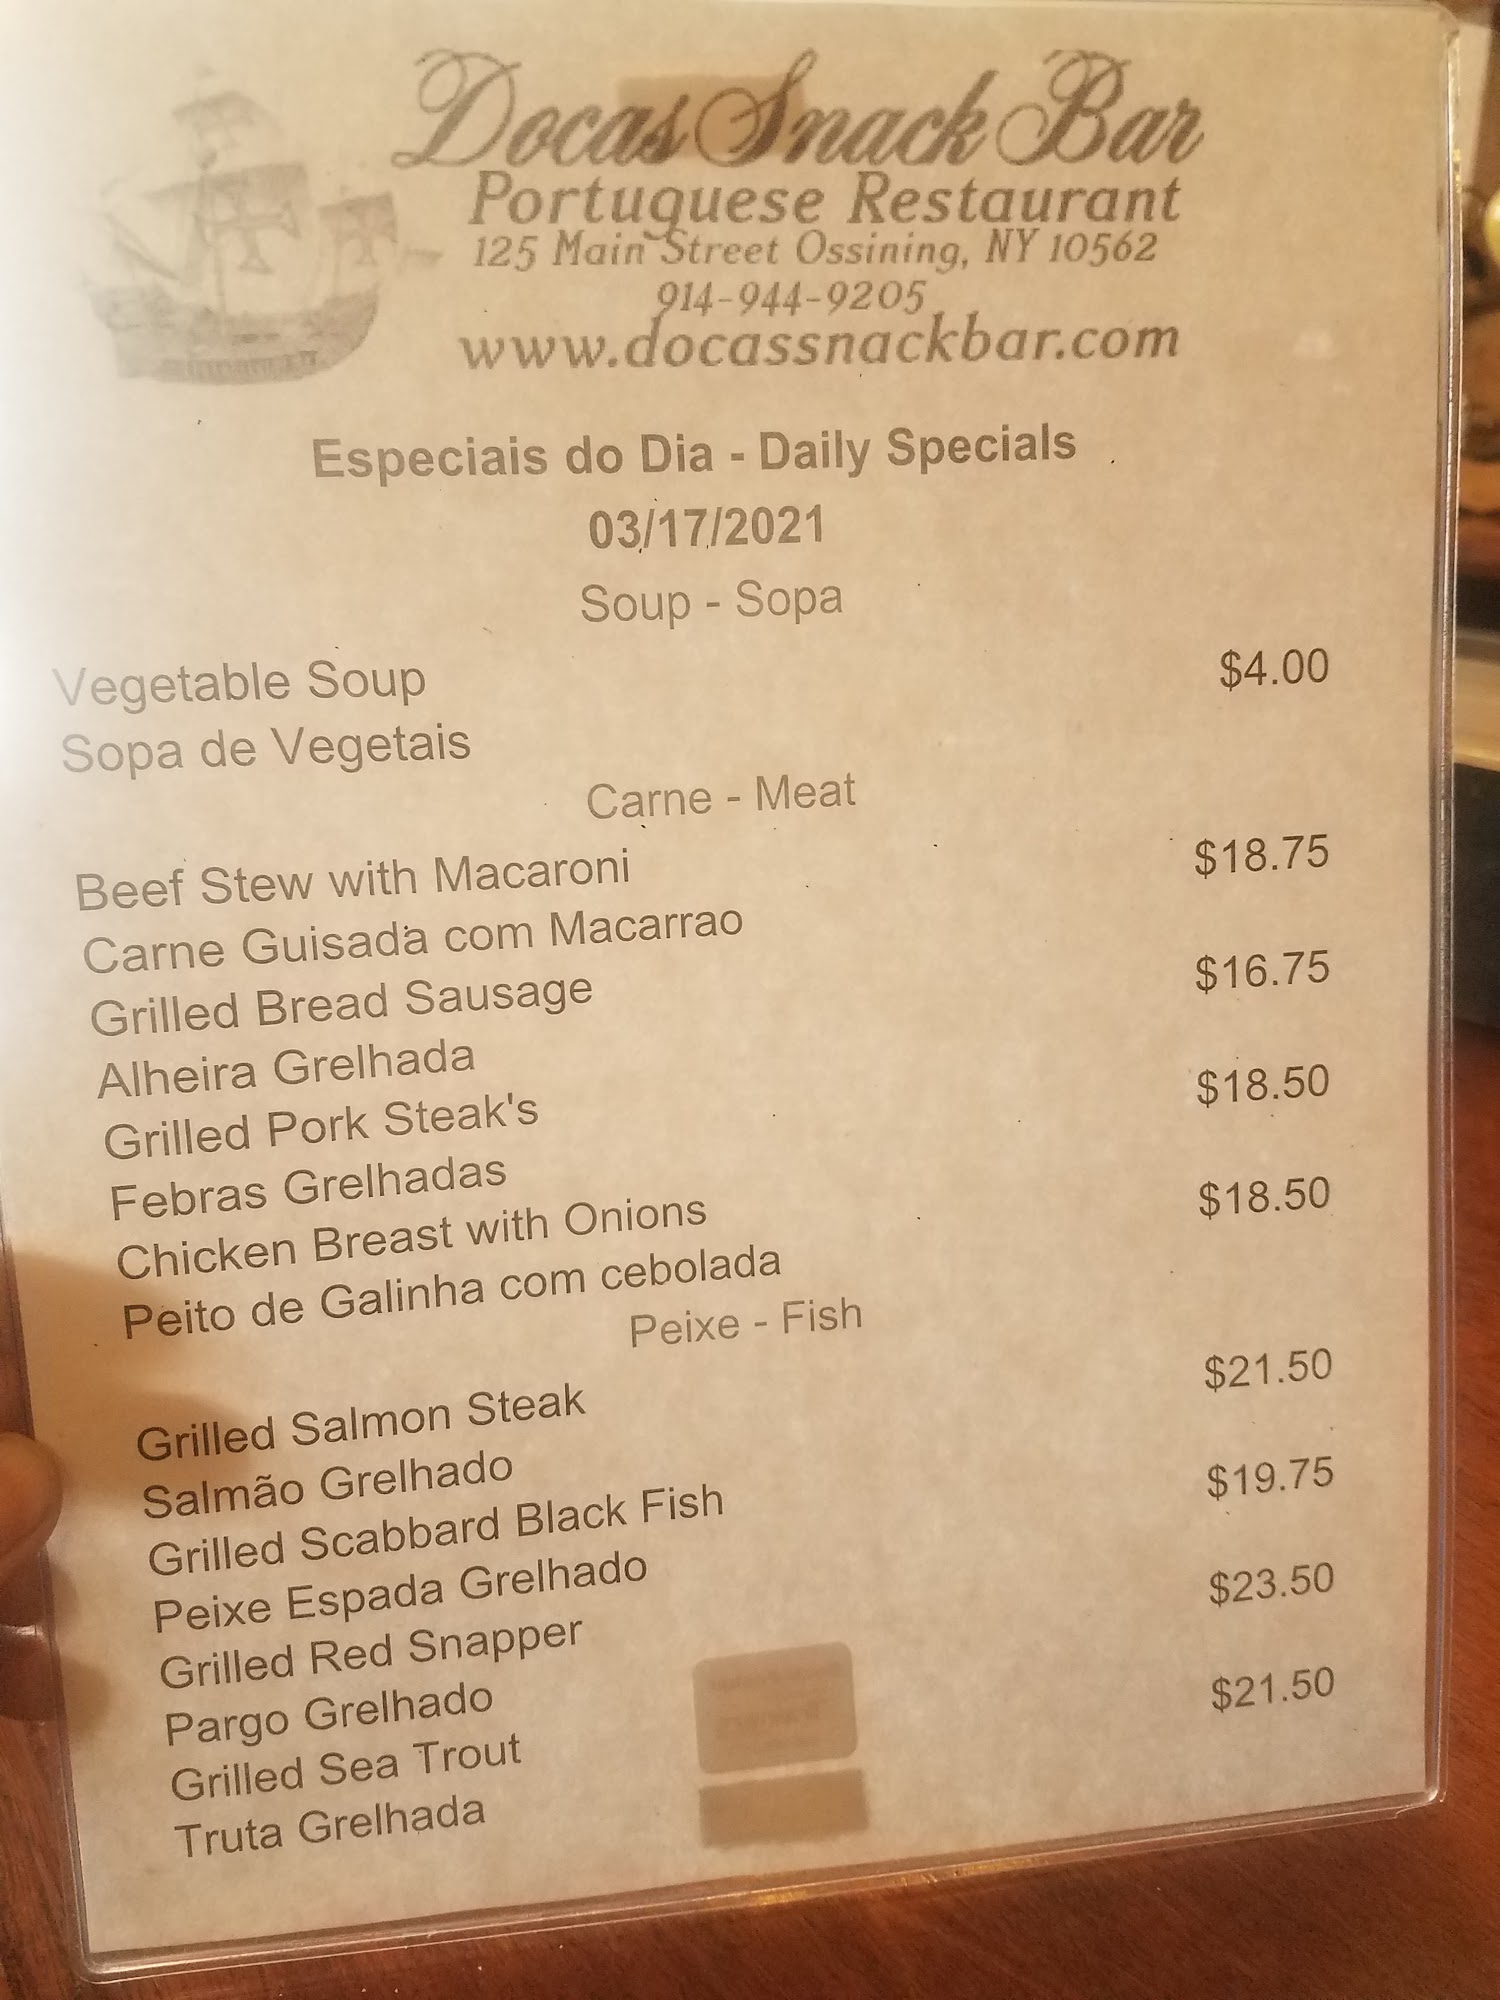 Docas Snack Bar
Portuguese Restaurant
125 Main Street Ossining, NY 10562
914-944-9205
www.docassnackbar.com
Especiais do Dia - Daily Specials
03/17/2021
Soup - Sopa
Vegetable Soup $4.00
Sopa de Vegetais
Carne - Meat
Beef Stew with Macaroni $18.75
Carne Guisada com Macarrao
Grilled Bread Sausage $16.75
Alheira Grelhada
Grilled Pork Steak's $18.50
Febras Grelhadas
Chicken Breast with Onions $18.50
Peito de Galinha com cebolada
Peixe - Fish
Grilled Salmon Steak $21.50
Salmão Grelhado
Grilled Scabbard Black Fish $19.75
Peixe Espada Grelhado
Grilled Red Snapper $23.50
Pargo Grelhado
Grilled Sea Trout $21.50
Truta Grelhada